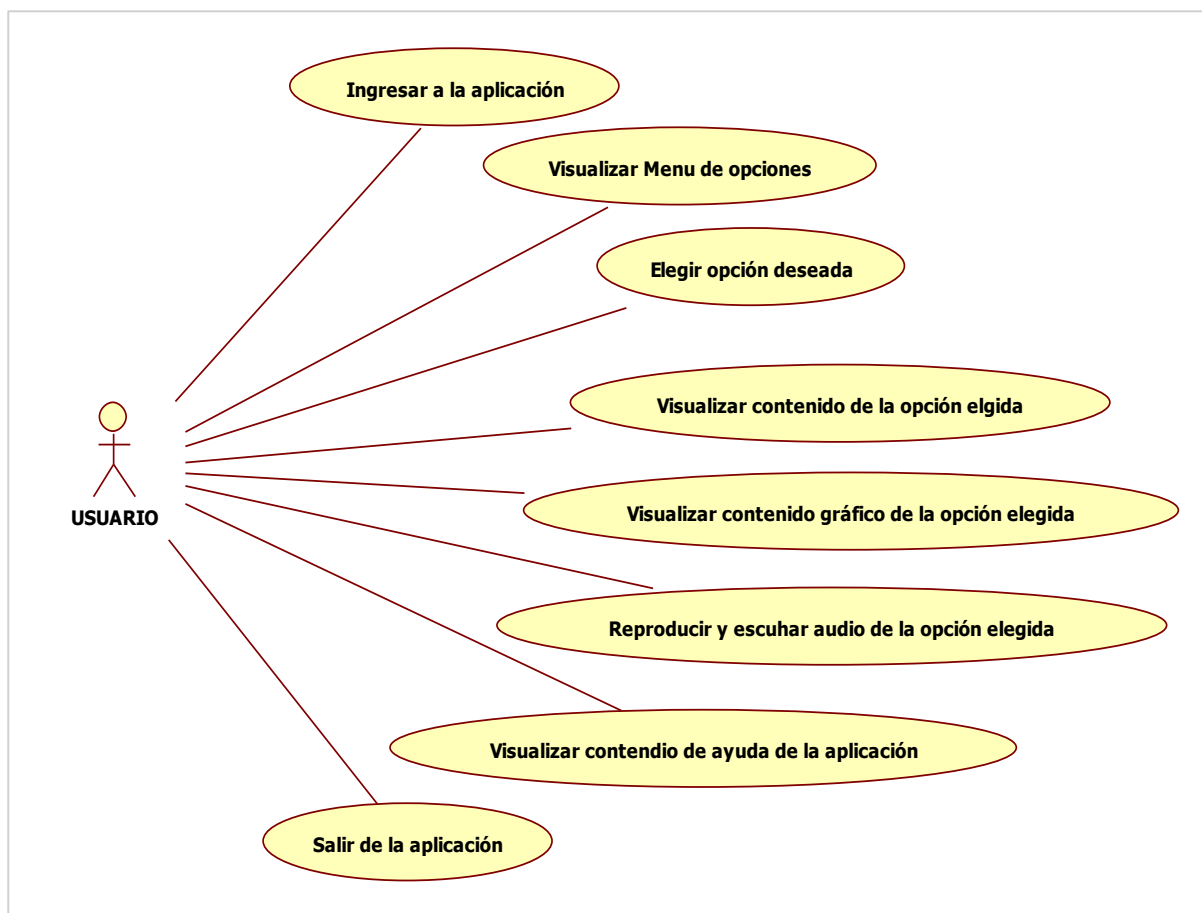 Ingresar a la aplicación
Visualizar Menu de opciones
Elegir opción deseada
Visualizar contenido de la opción elgida
Visualizar contenido gráfico de la opción elegida
USUARIO
Reproducir y escuhar audio de la opción elegida
Visualizar contendio de ayuda de la aplicación
Salir de la aplicación